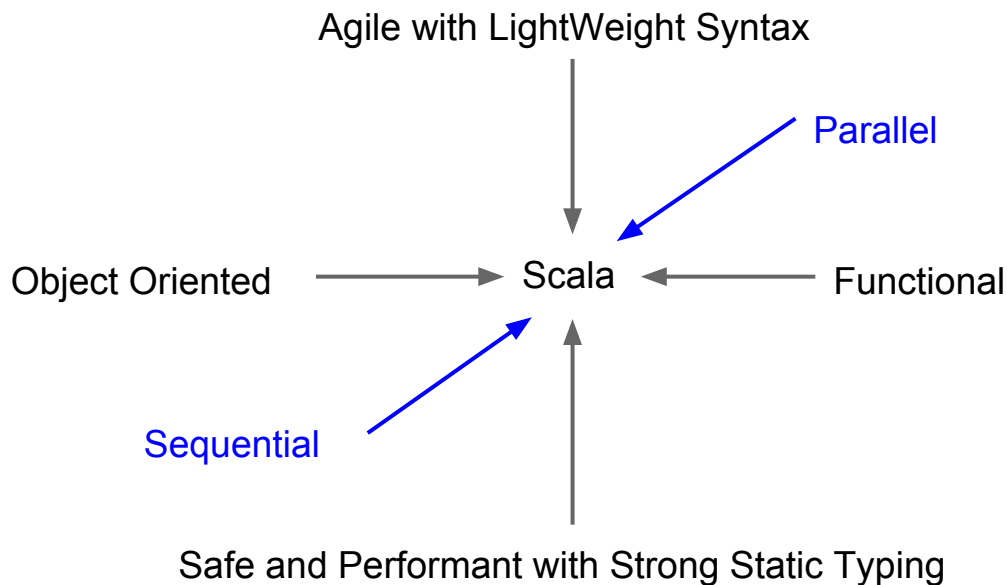 Agile with LightWeight Syntax
Parallel
Object Oriented
Scala
Functional
Sequential
Safe and Performant with Strong Static Typing